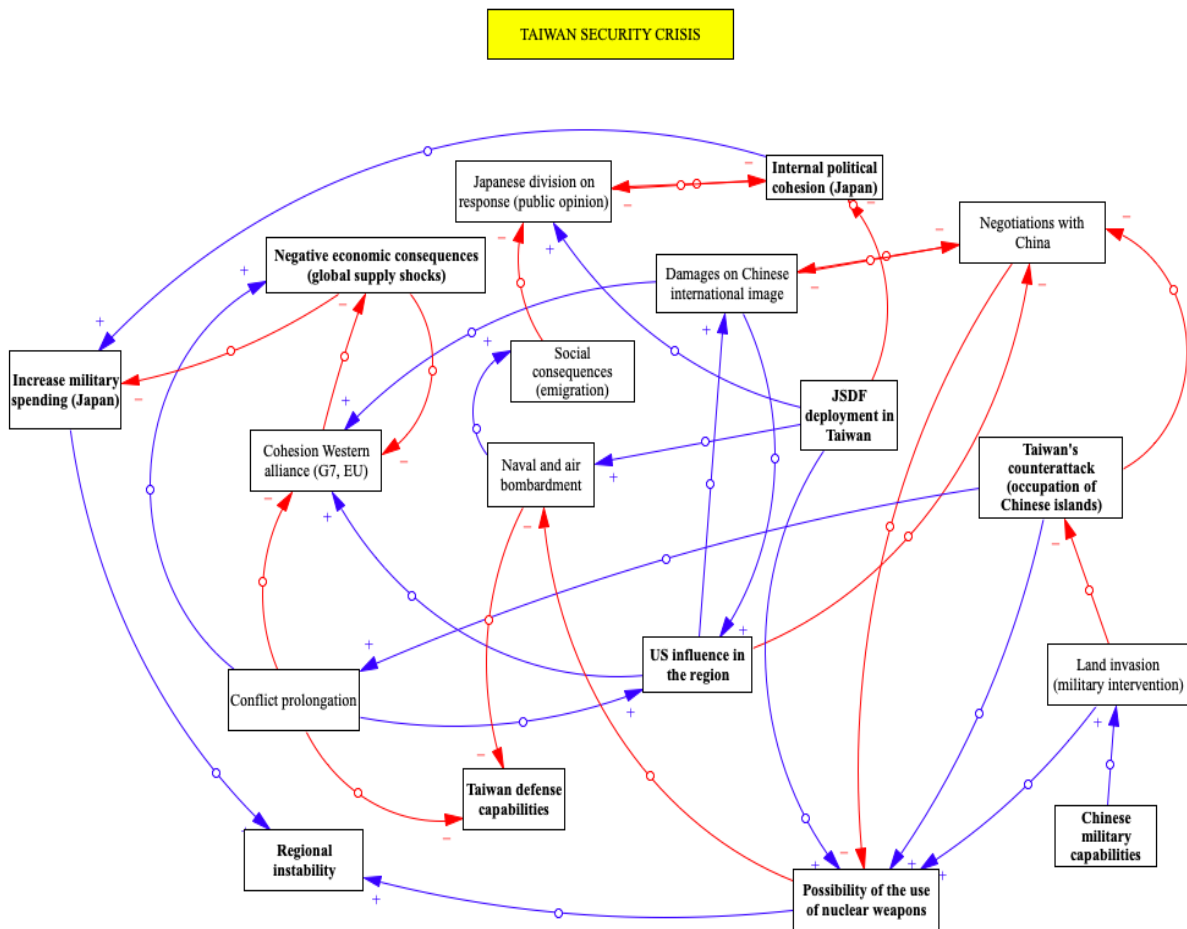 TAIWAN SECURITY CRISIS
Internal political
cohesion (Japan)
Japanese division on
response (public opinion)
Negotiations with
China
Negative economic consequences
(global supply shocks)
Damages on Chinese
international image
Social
consequences
(emigration)
Increase military
spending (Japan)
JSDF
deployment in
Taiwan
Cohesion Western
alliance (G7, EU)
Naval and air
bombardment
Taiwan's
counterattack
(occupation of
Chinese islands)
US influence in
the region
Land invasion
(military intervention)
Conflict prolongation
Taiwan defense
capabilities
Chinese
military
capabilities
Regional
instability
Possibility of the use
of nuclear weapons